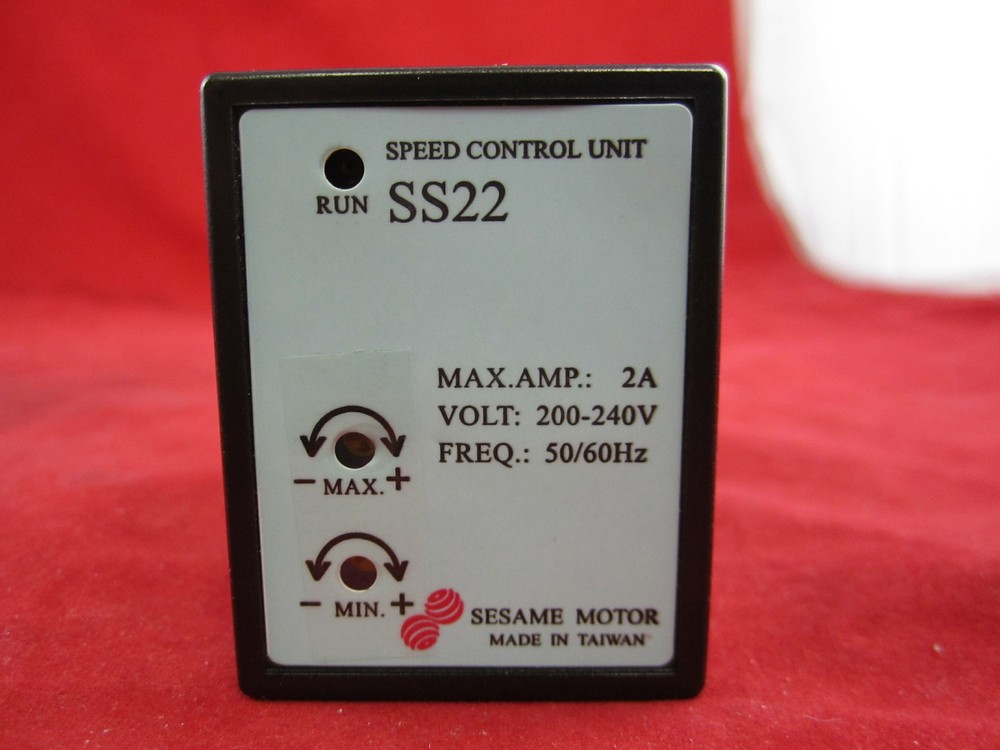 SPEED CONTROL UNIT
RUN SS22
MAX.AMP.: 2A
VOLT: 200-240V
FREQ.: 50/60Hz
− MAX. +
− MIN. +
SESAME MOTOR
MADE IN TAIWAN